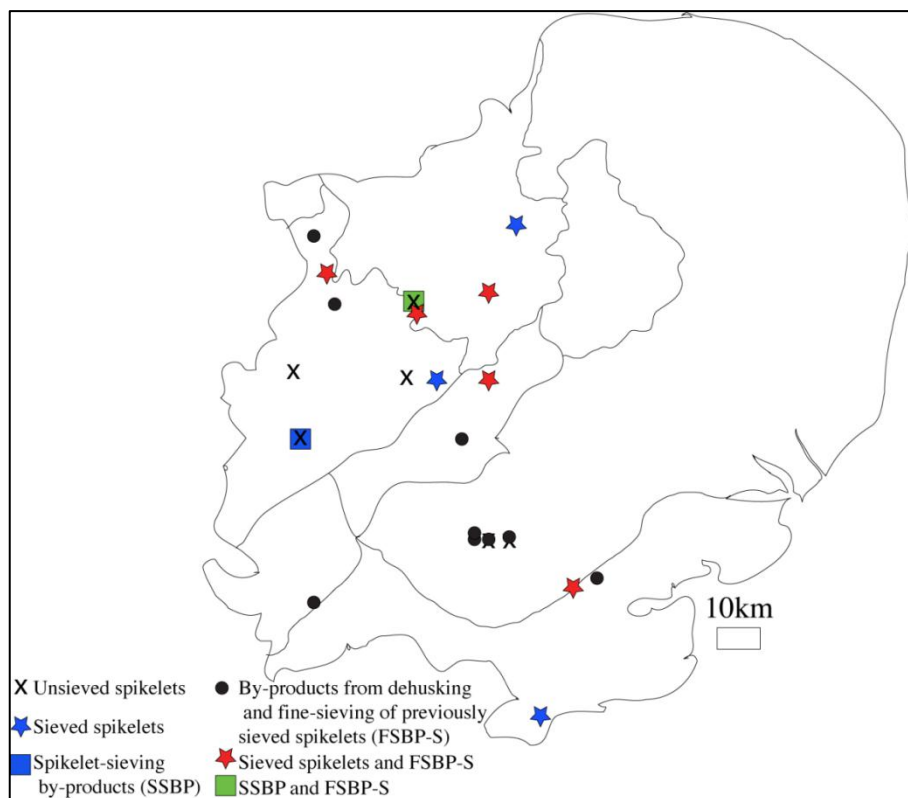 10km
X Unsieved spikelets
Sieved spikelets
Spikelet-sieving
by-products (SSBP)
By-products from dehusking
and fine-sieving of previously
sieved spikelets (FSBP-S)
Sieved spikelets and FSBP-S
SSBP and FSBP-S